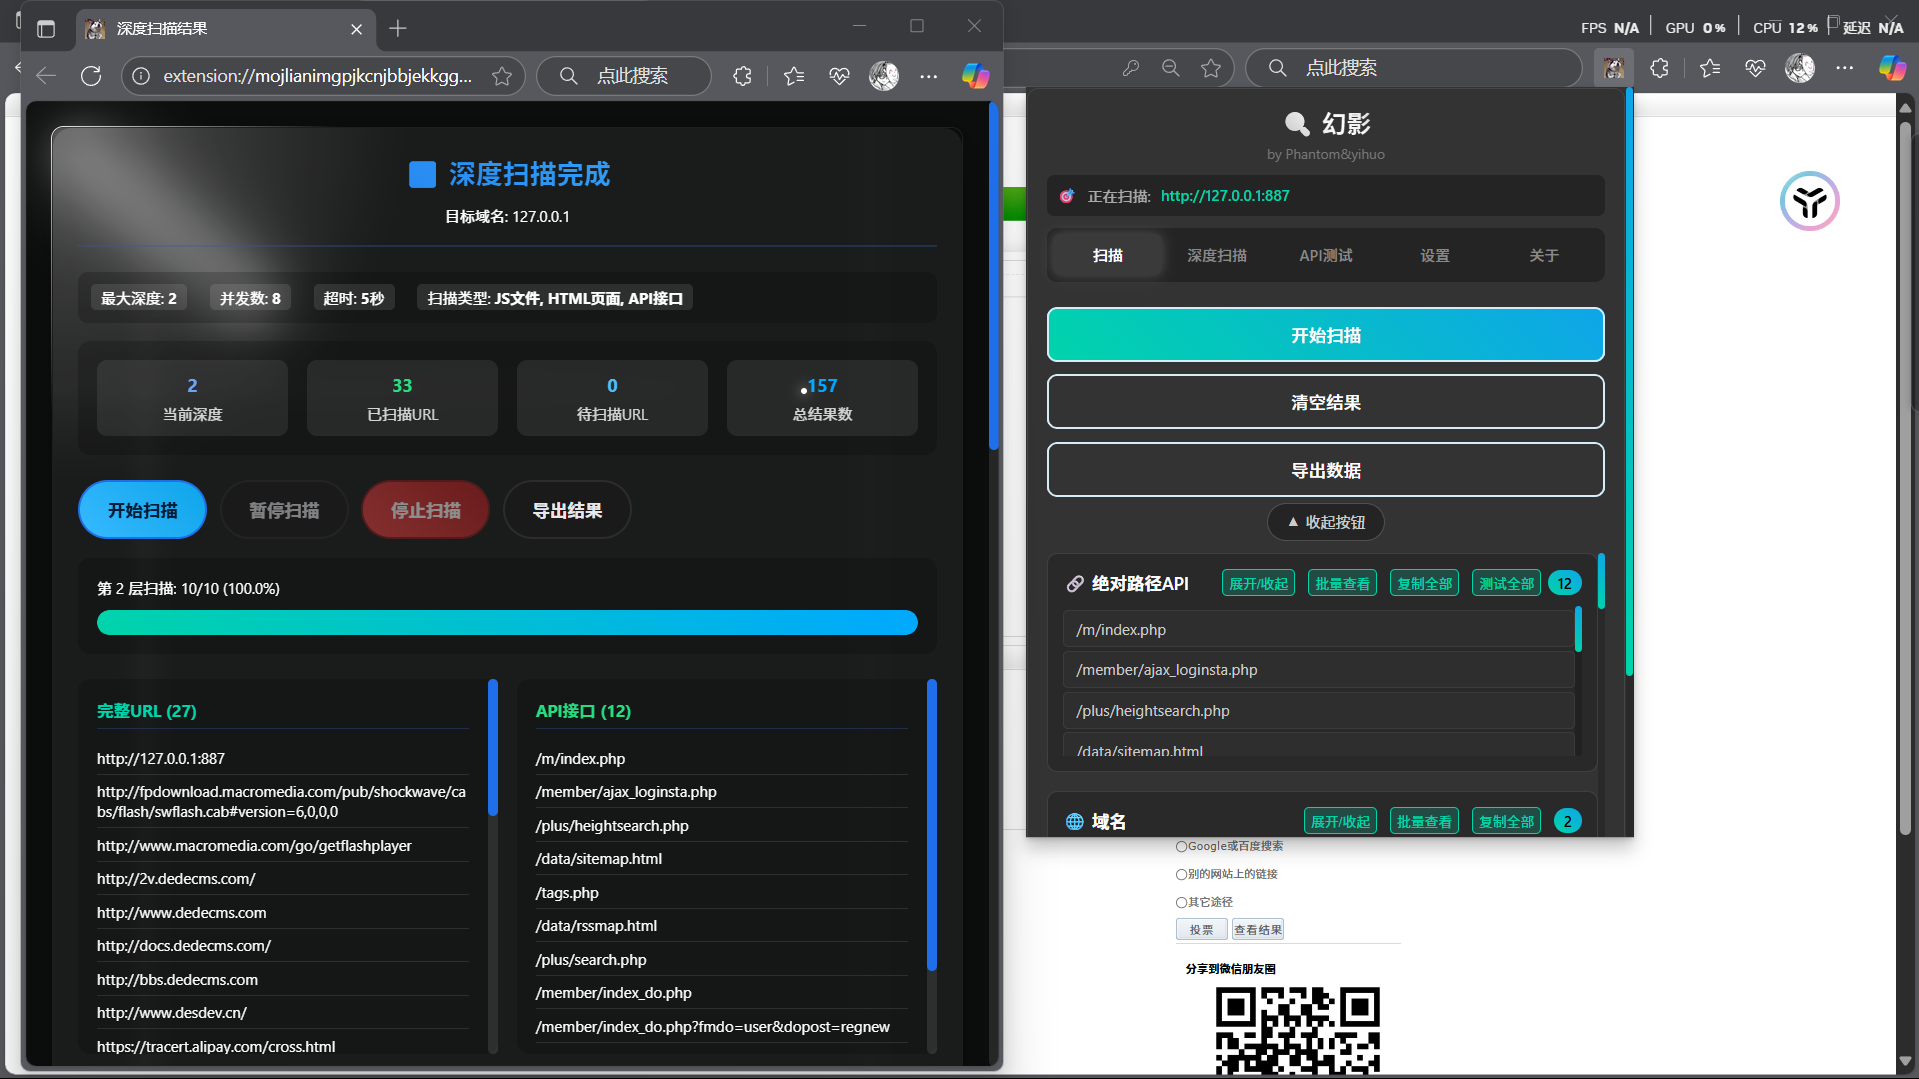 深度扫描结果
extension://mojlianimgpjkcnjbbjekkgg...
点此搜索
深度扫描完成
目标域名: 127.0.0.1
最大深度: 2
并发数: 8
超时: 5秒
扫描类型: JS文件, HTML页面, API接口
2
当前深度
33
已扫描URL
0
待扫描URL
157
总结果数
开始扫描
暂停扫描
停止扫描
导出结果
第 2 层扫描: 10/10 (100.0%)
完整URL (27)
http://127.0.0.1:887
http://fpdownload.macromedia.com/pub/shockwave/ca
bs/flash/swflash.cab#version=6,0,0,0
http://www.macromedia.com/go/getflashplayer
http://2v.dedecms.com/
http://www.dedecms.com
http://docs.dedecms.com/
http://bbs.dedecms.com
http://www.desdev.cn/
https://tracert.alipay.com/cross.html
API接口 (12)
/m/index.php
/member/ajax_loginsta.php
/plus/heightsearch.php
/data/sitemap.html
/tags.php
/data/rssmap.html
/plus/search.php
/member/index_do.php
/member/index_do.php?fmdo=user&dopost=regnew
FPS N/A
GPU 0%
CPU 12%
延迟 N/A
点此搜索
幻影
by Phantom&yihuo
正在扫描: http://127.0.0.1:887
扫描
深度扫描
API测试
设置
关于
开始扫描
清空结果
导出数据
▲ 收起按钮
绝对路径API
展开/收起
批量查看
复制全部
测试全部
12
/m/index.php
/member/ajax_loginsta.php
/plus/heightsearch.php
/data/sitemap.html
域名
展开/收起
批量查看
复制全部
2
Google或百度搜索
别的网站上的链接
其它途径
投票
查看结果
分享到微信朋友圈